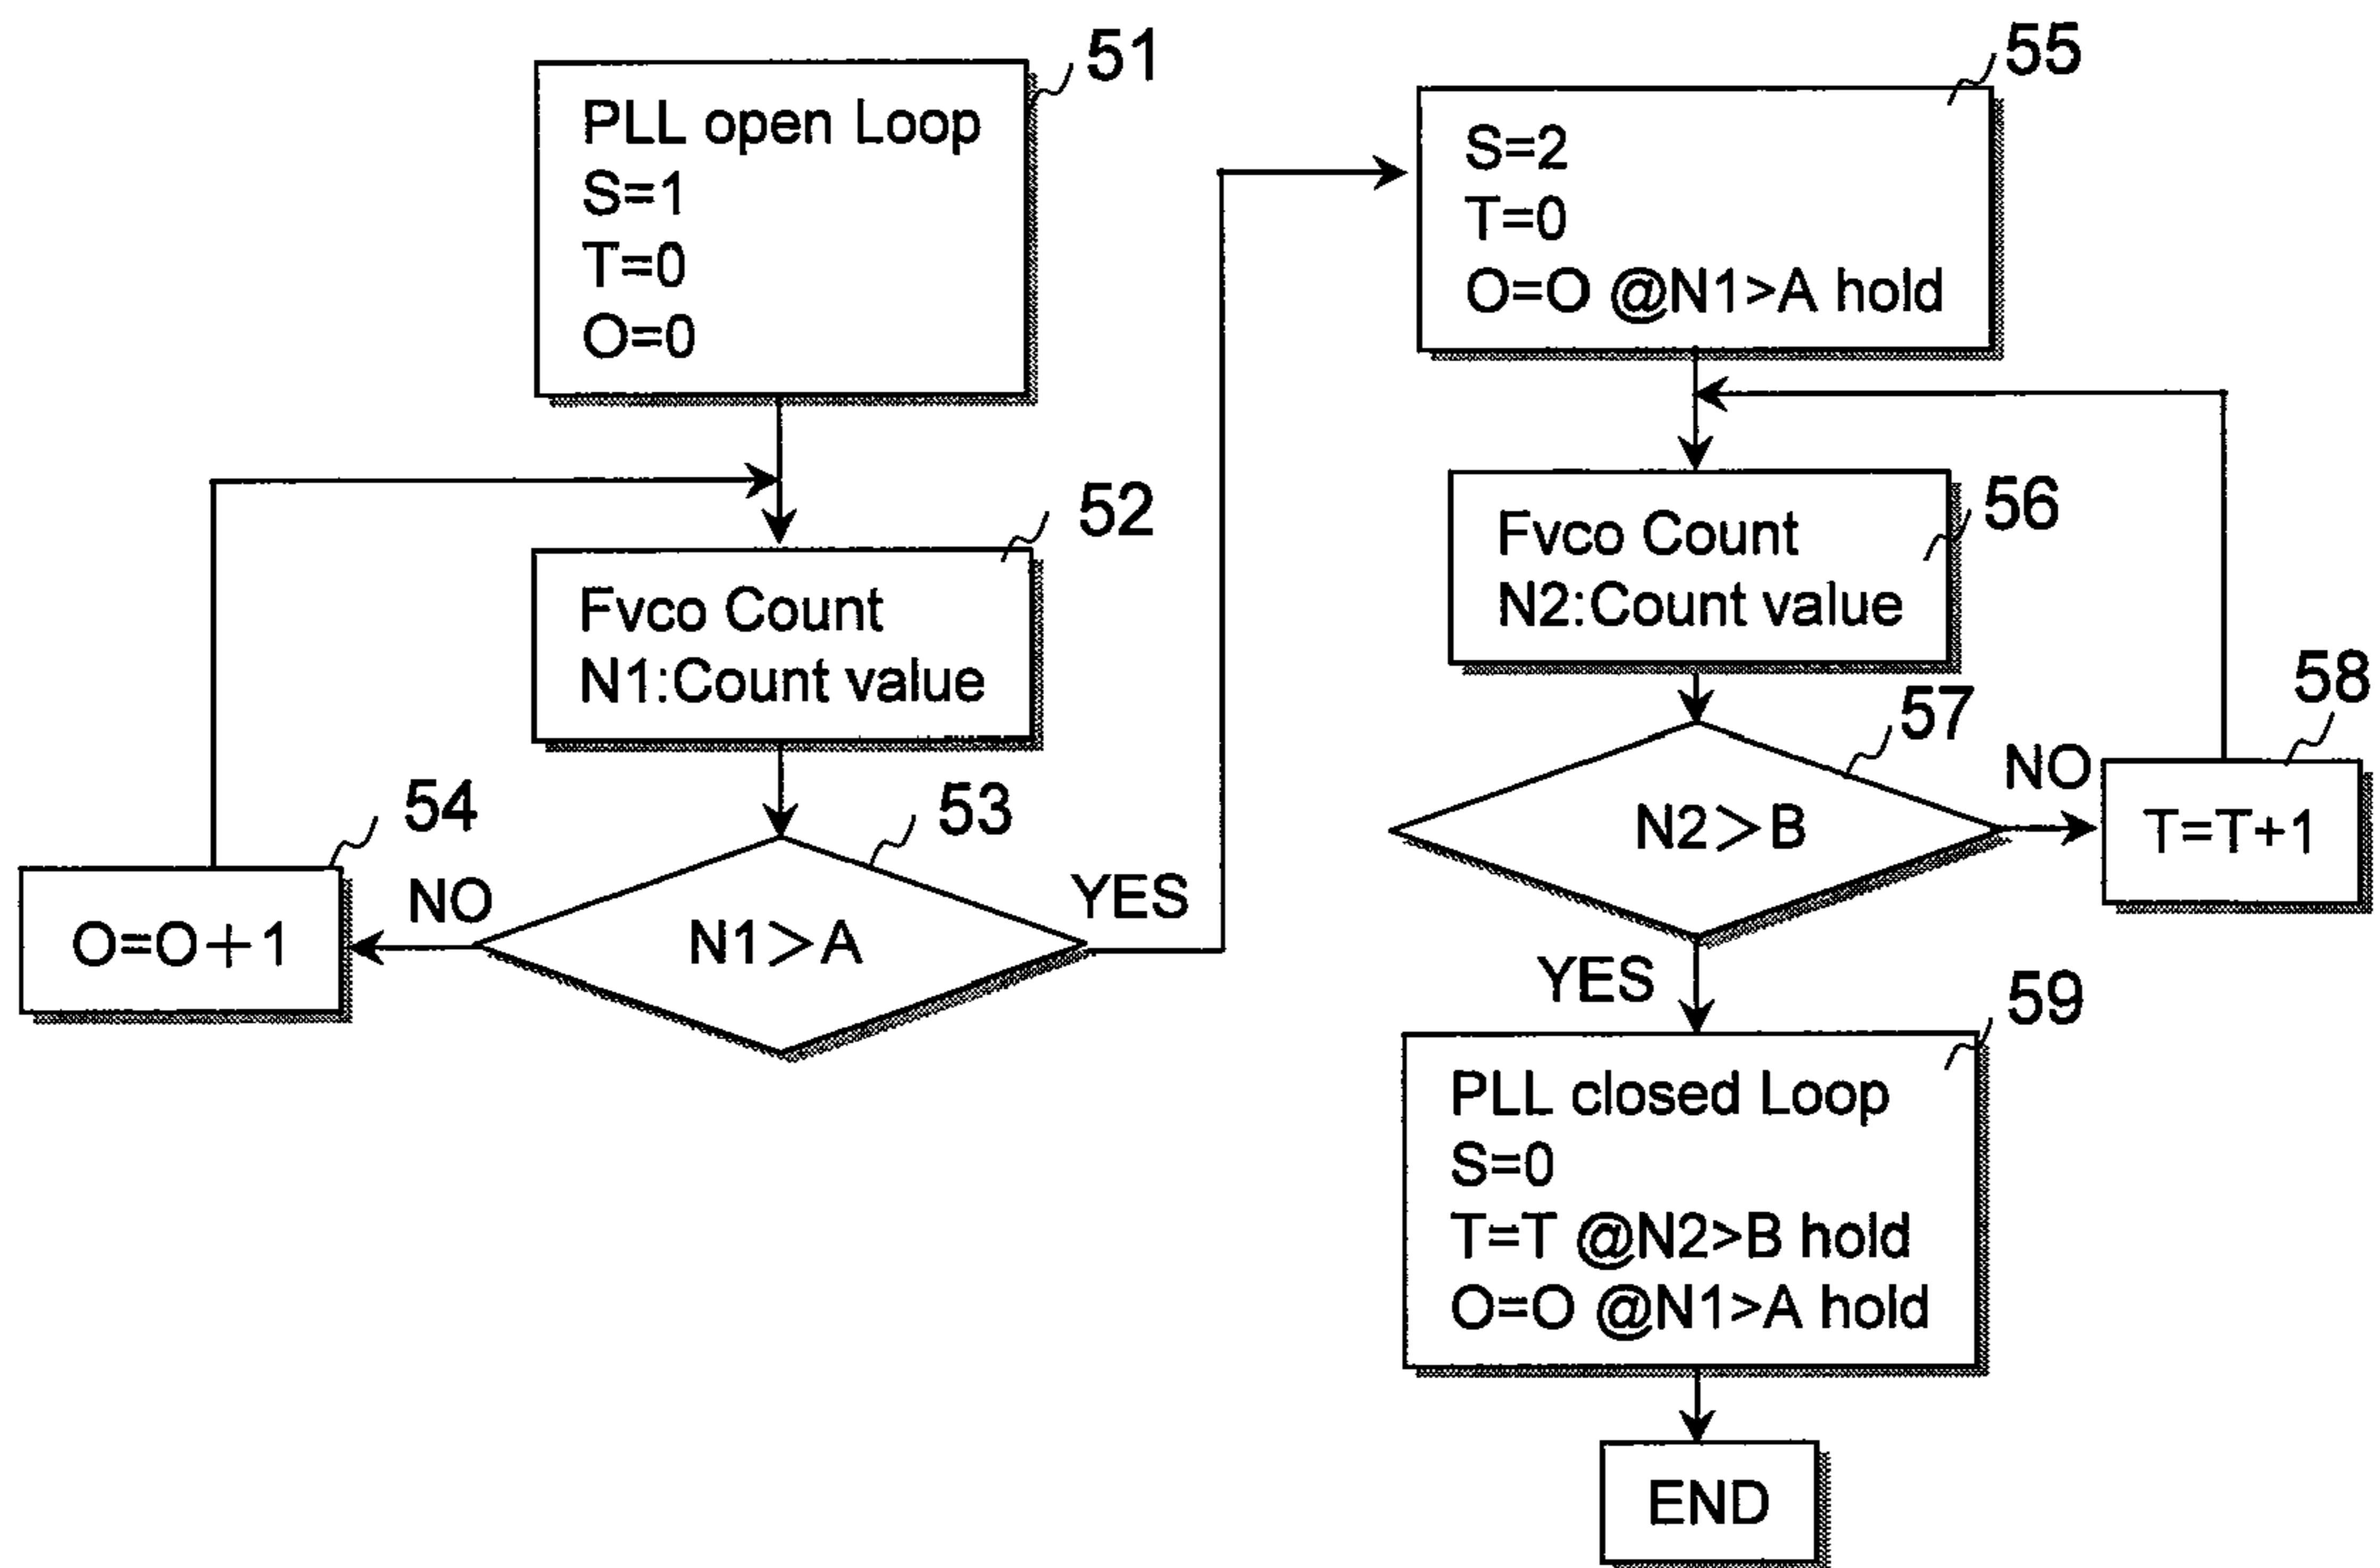 51
PLL open Loop
S=1
T=0
O=0
52
Fvco Count
N1:Count value
53
N1>A
NO
YES
54
O=O+1
55
S=2
T=0
O=O @N1>A hold
56
Fvco Count
N2:Count value
57
N2>B
NO
YES
58
T=T+1
59
PLL closed Loop
S=0
T=T @N2>B hold
O=O @N1>A hold
END